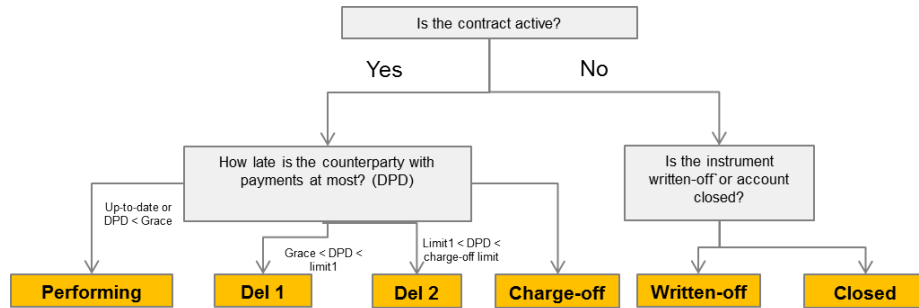 Is the contract active?
Yes
No
How late is the counterparty with
payments at most? (DPD)
Is the instrument
written-off`or account
closed?
Up-to-date or
DPD < Grace
Grace < DPD <
limit1
Limit1 < DPD <
charge-off limit
Performing
Del 1
Del 2
Charge-off
Written-off
Closed